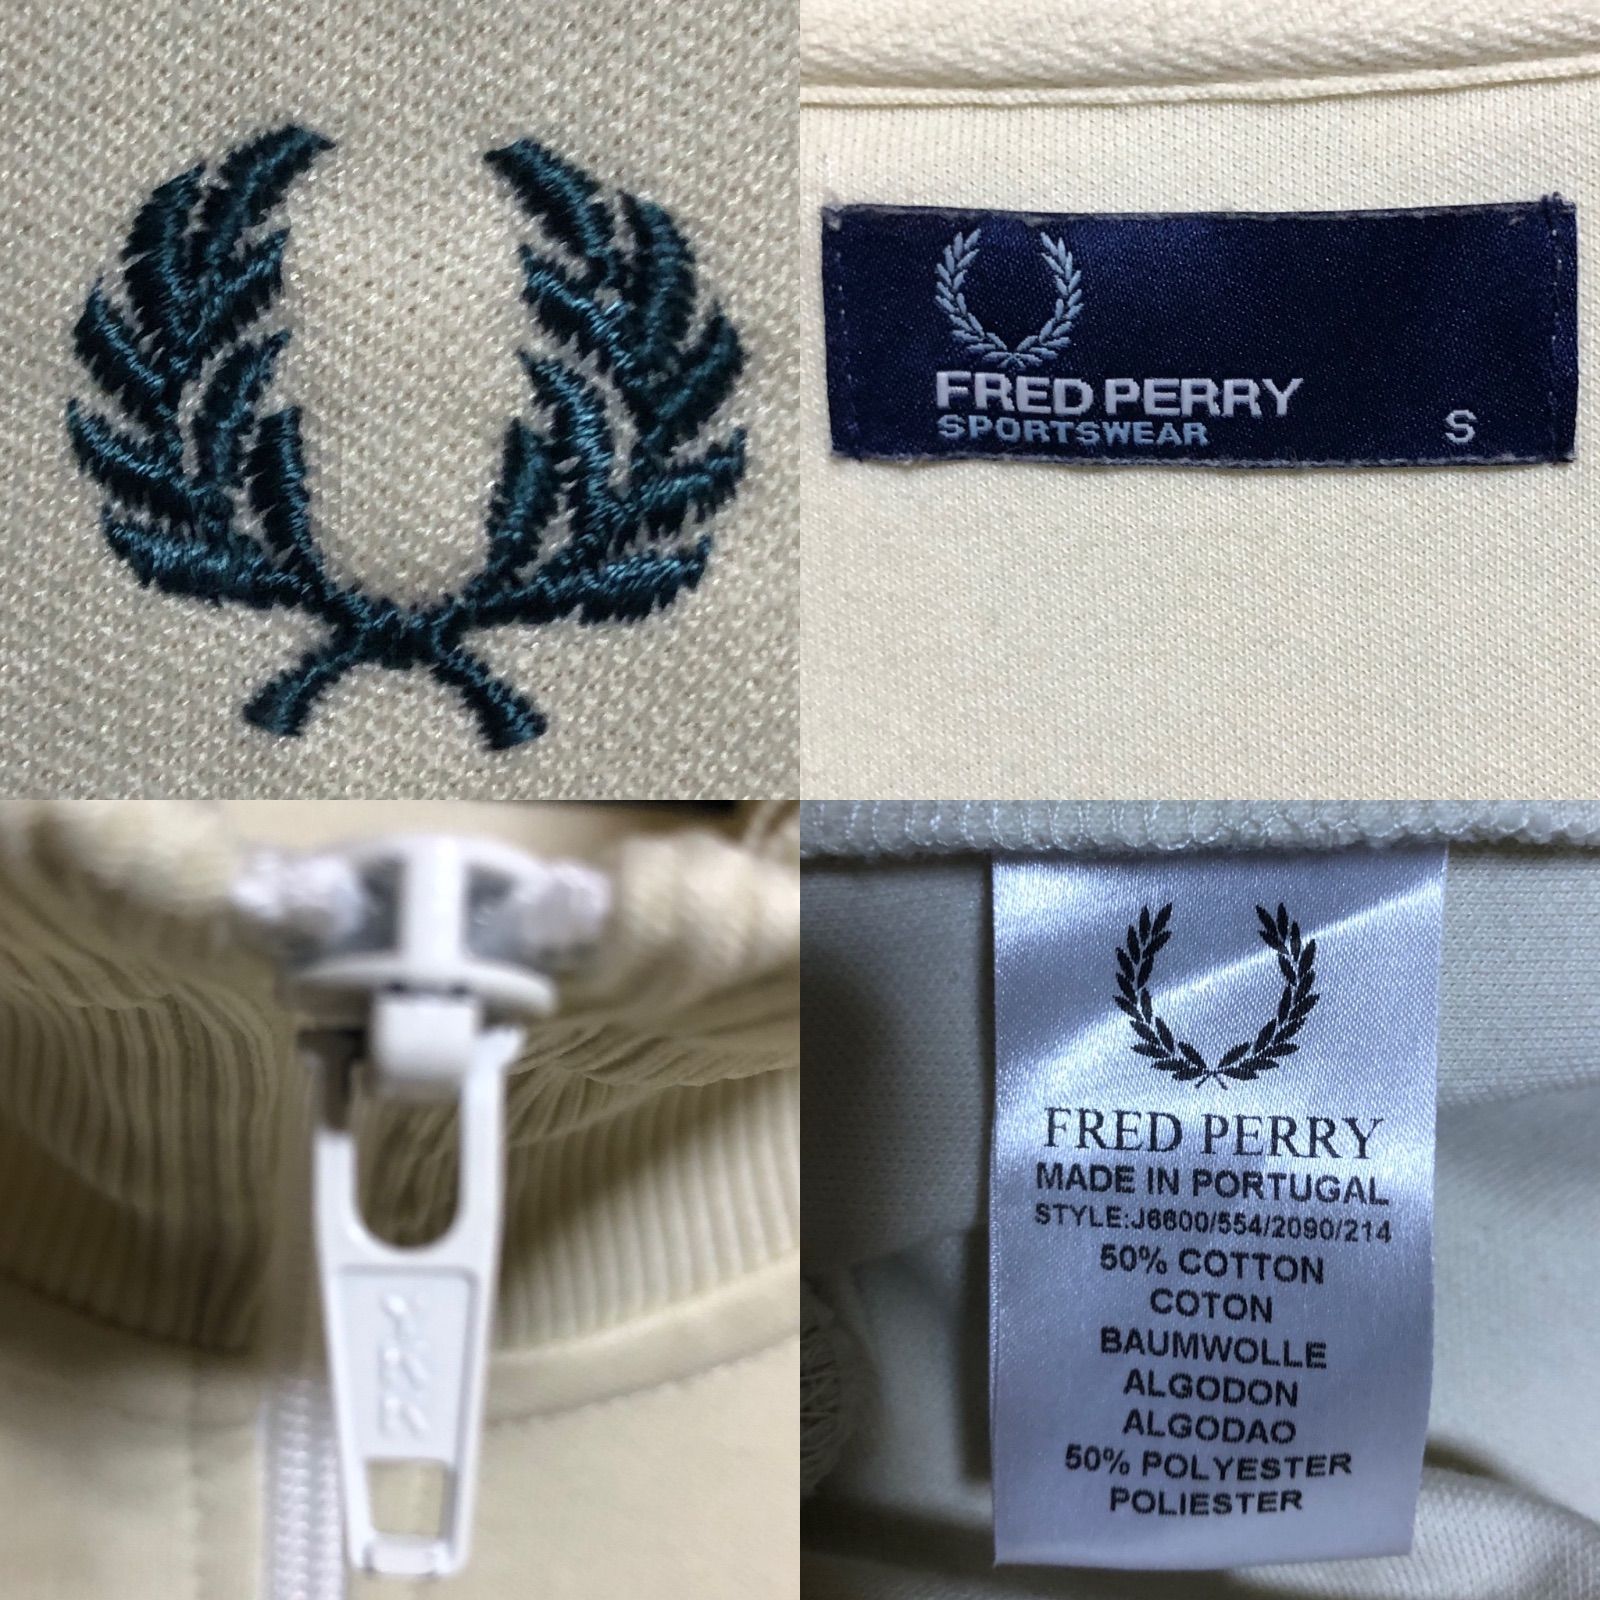 FRED PERRY
SPORTSWEAR
S
YKK
FRED PERRY
MADE IN PORTUGAL
STYLE:J6600/554/2090/214
50% COTTON
COTON
BAUMWOLLE
ALGODON
ALGODAO
50% POLYESTER
POLIESTER